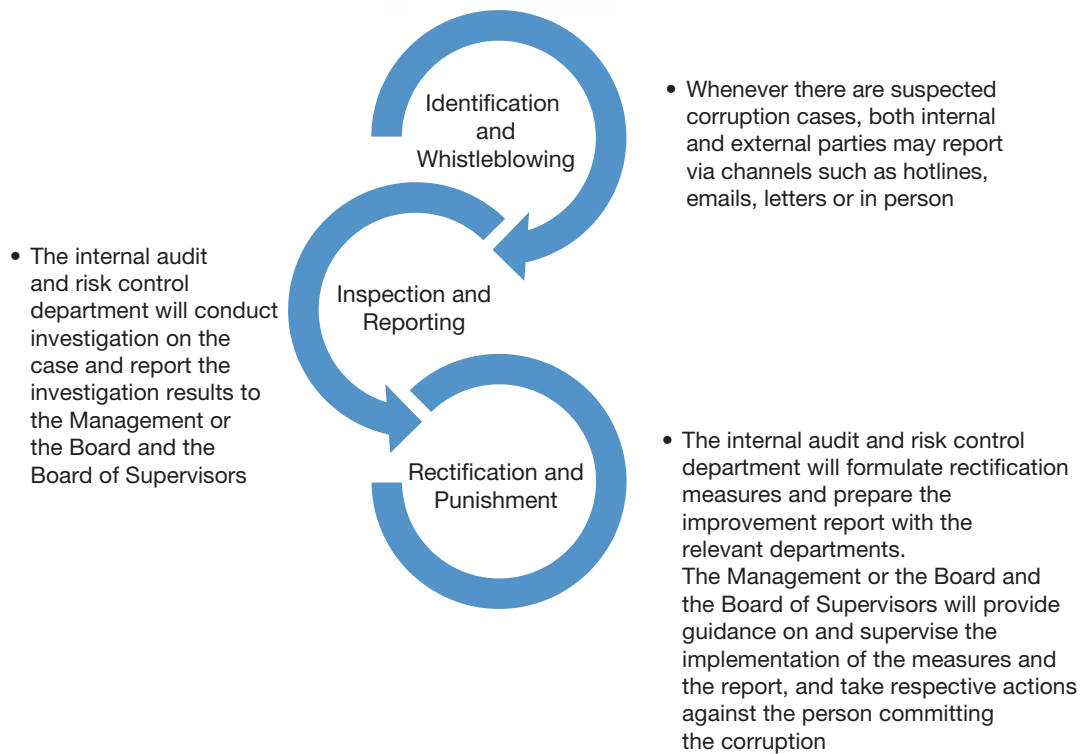 Identification
and
Whistleblowing
• Whenever there are suspected
corruption cases, both internal
and external parties may report
via channels such as hotlines,
emails, letters or in person
Inspection and
Reporting
• The internal audit
and risk control
department will conduct
investigation on the
case and report the
investigation results to
the Management or
the Board and the
Board of Supervisors
Rectification and
Punishment
• The internal audit and risk control
department will formulate rectification
measures and prepare the
improvement report with the
relevant departments.
The Management or the Board and
the Board of Supervisors will provide
guidance on and supervise the
implementation of the measures and
the report, and take respective actions
against the person committing
the corruption